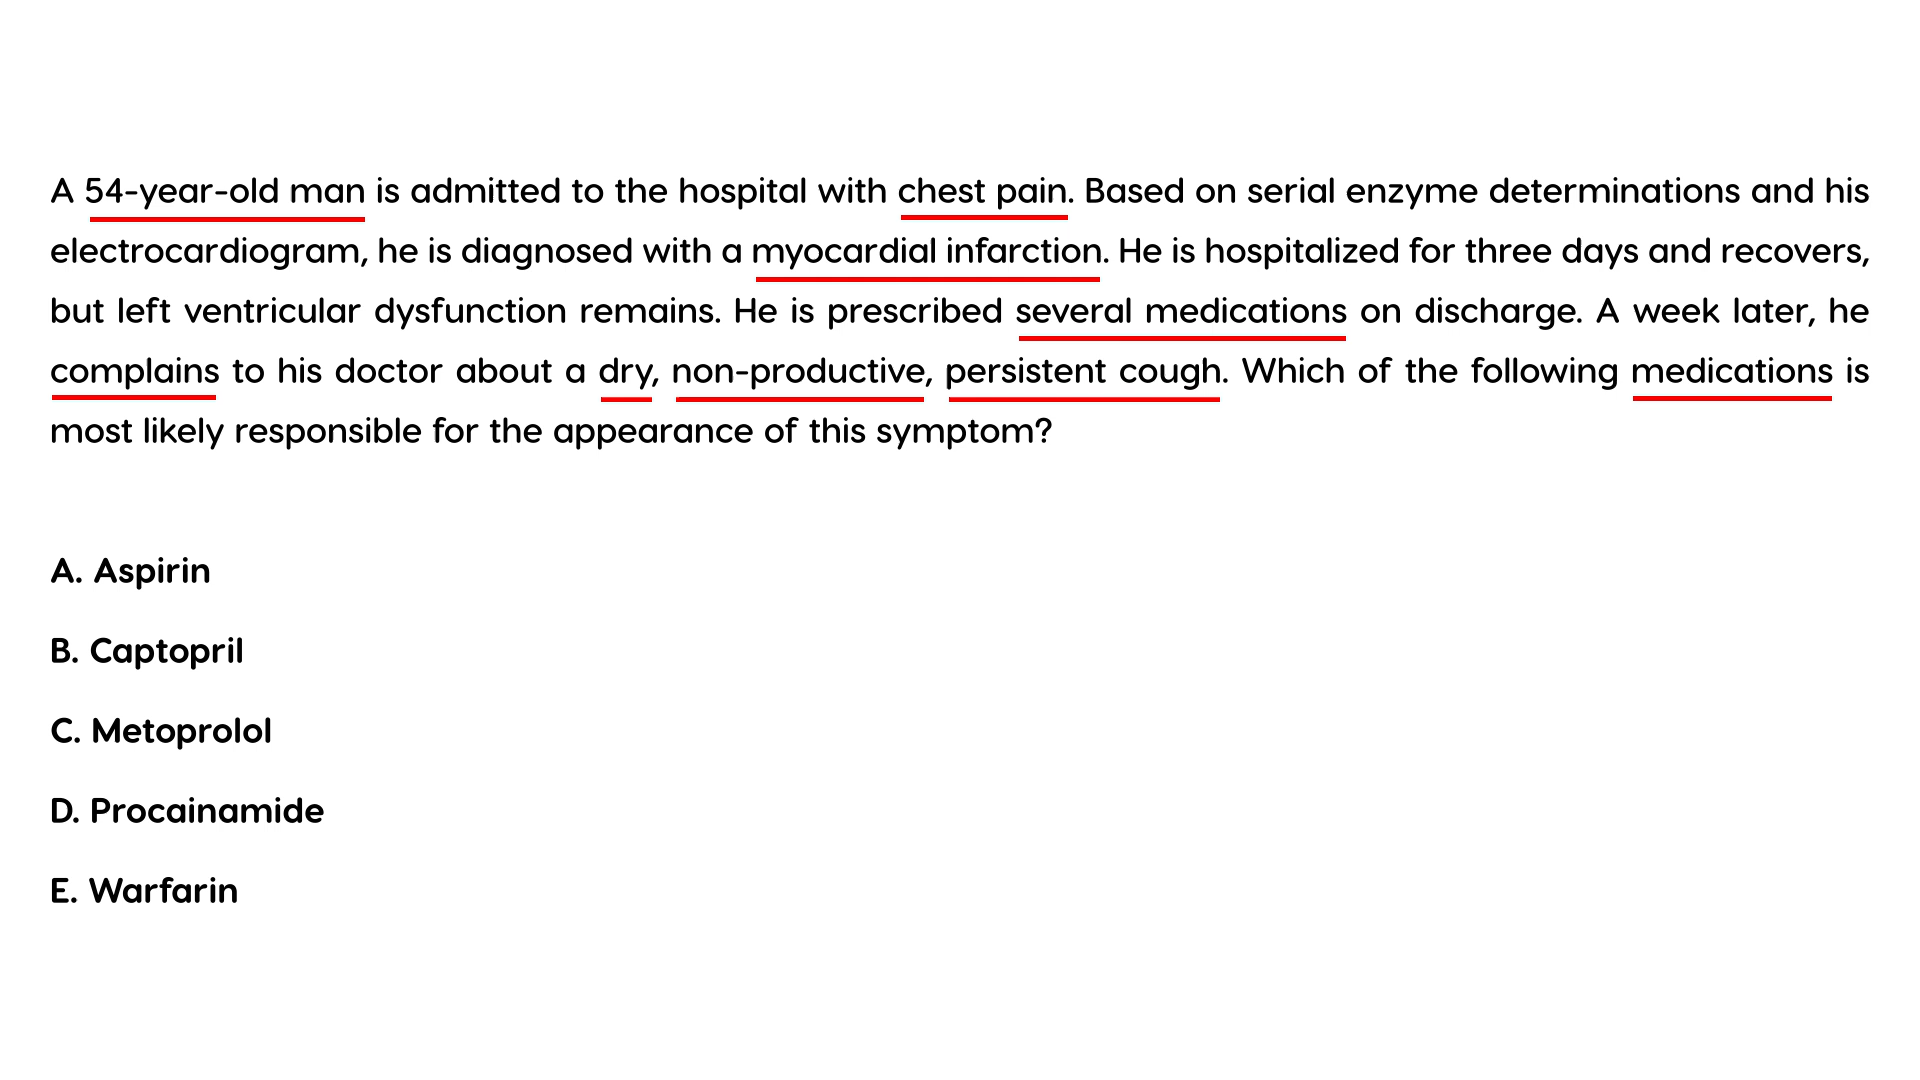 A 54-year-old man is admitted to the hospital with chest pain. Based on serial enzyme determinations and his
electrocardiogram, he is diagnosed with a myocardial infarction. He is hospitalized for three days and recovers,
but left ventricular dysfunction remains. He is prescribed several medications on discharge. A week later, he
complains to his doctor about a dry, non-productive, persistent cough. Which of the following medications is
most likely responsible for the appearance of this symptom?
A. Aspirin
B. Captopril
C. Metoprolol
D. Procainamide
E. Warfarin